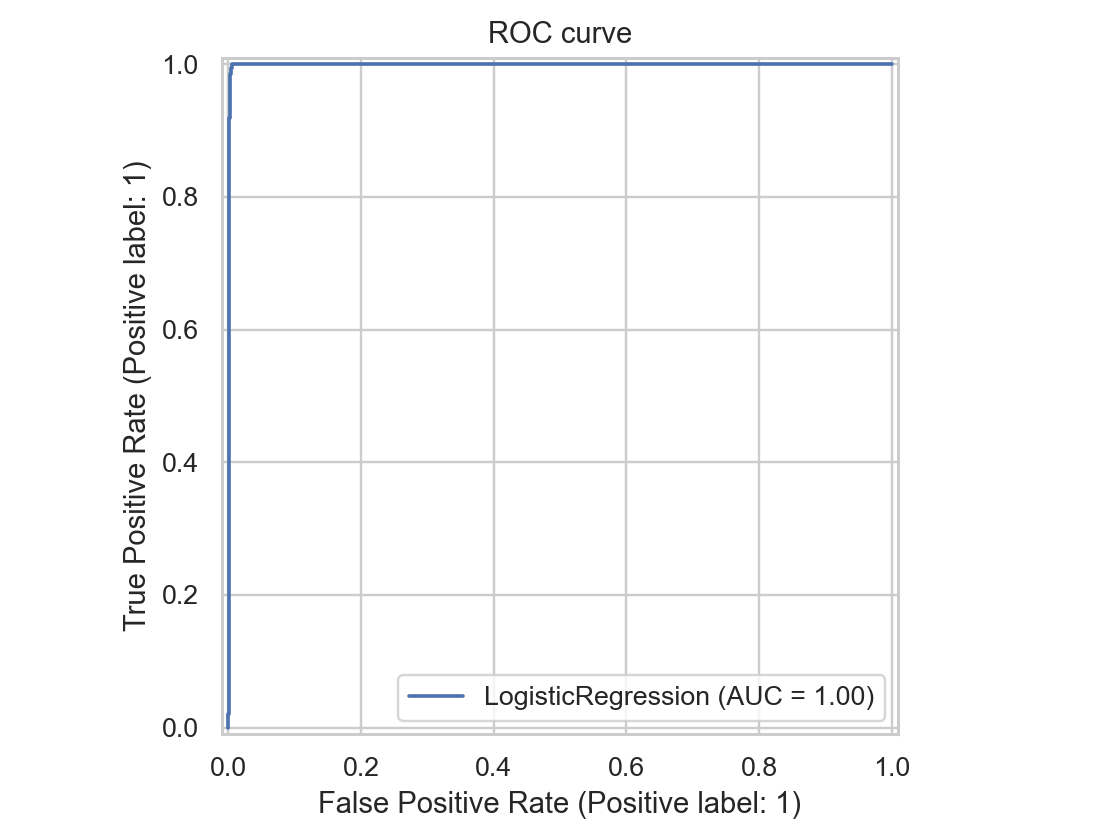 ROC curve
True Positive Rate (Positive label: 1)
1.0
0.8
0.6
0.4
0.2
0.0
LogisticRegression (AUC = 1.00)
0.0 0.2 0.4 0.6 0.8 1.0
False Positive Rate (Positive label: 1)